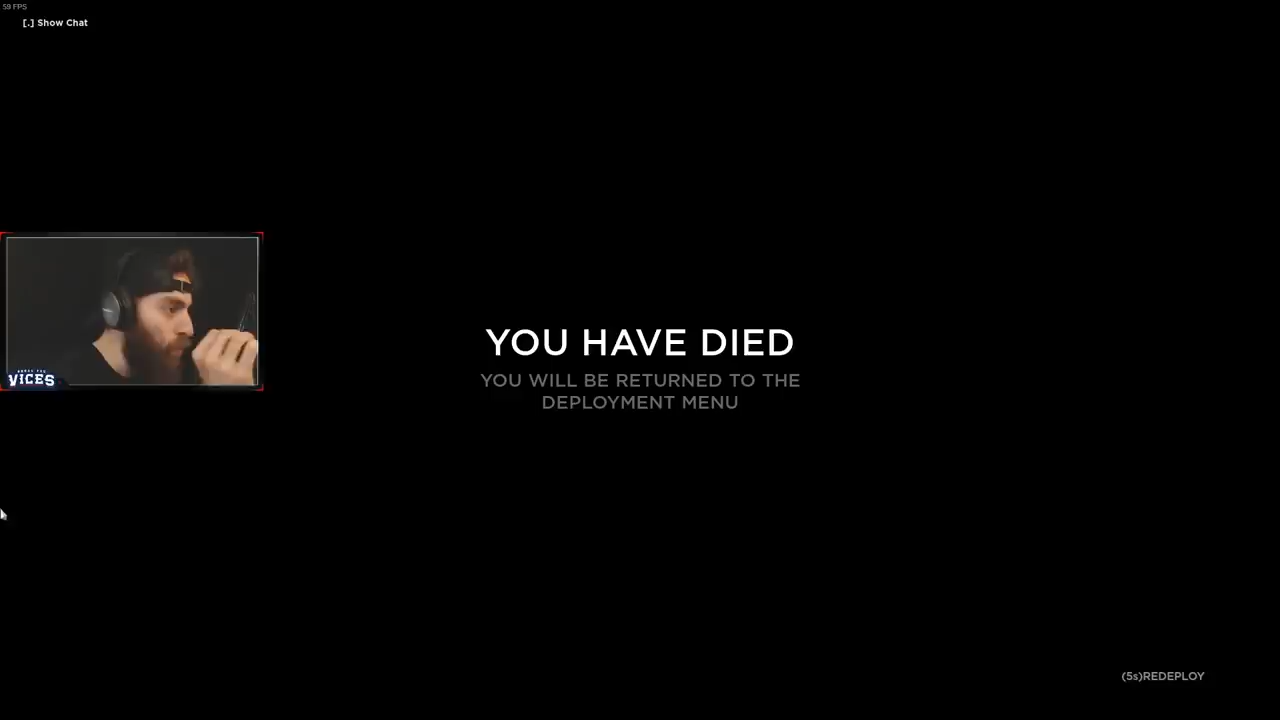 59 FPS
[.] Show Chat
VICES
YOU HAVE DIED
YOU WILL BE RETURNED TO THE
DEPLOYMENT MENU
(5s)REDEPLOY